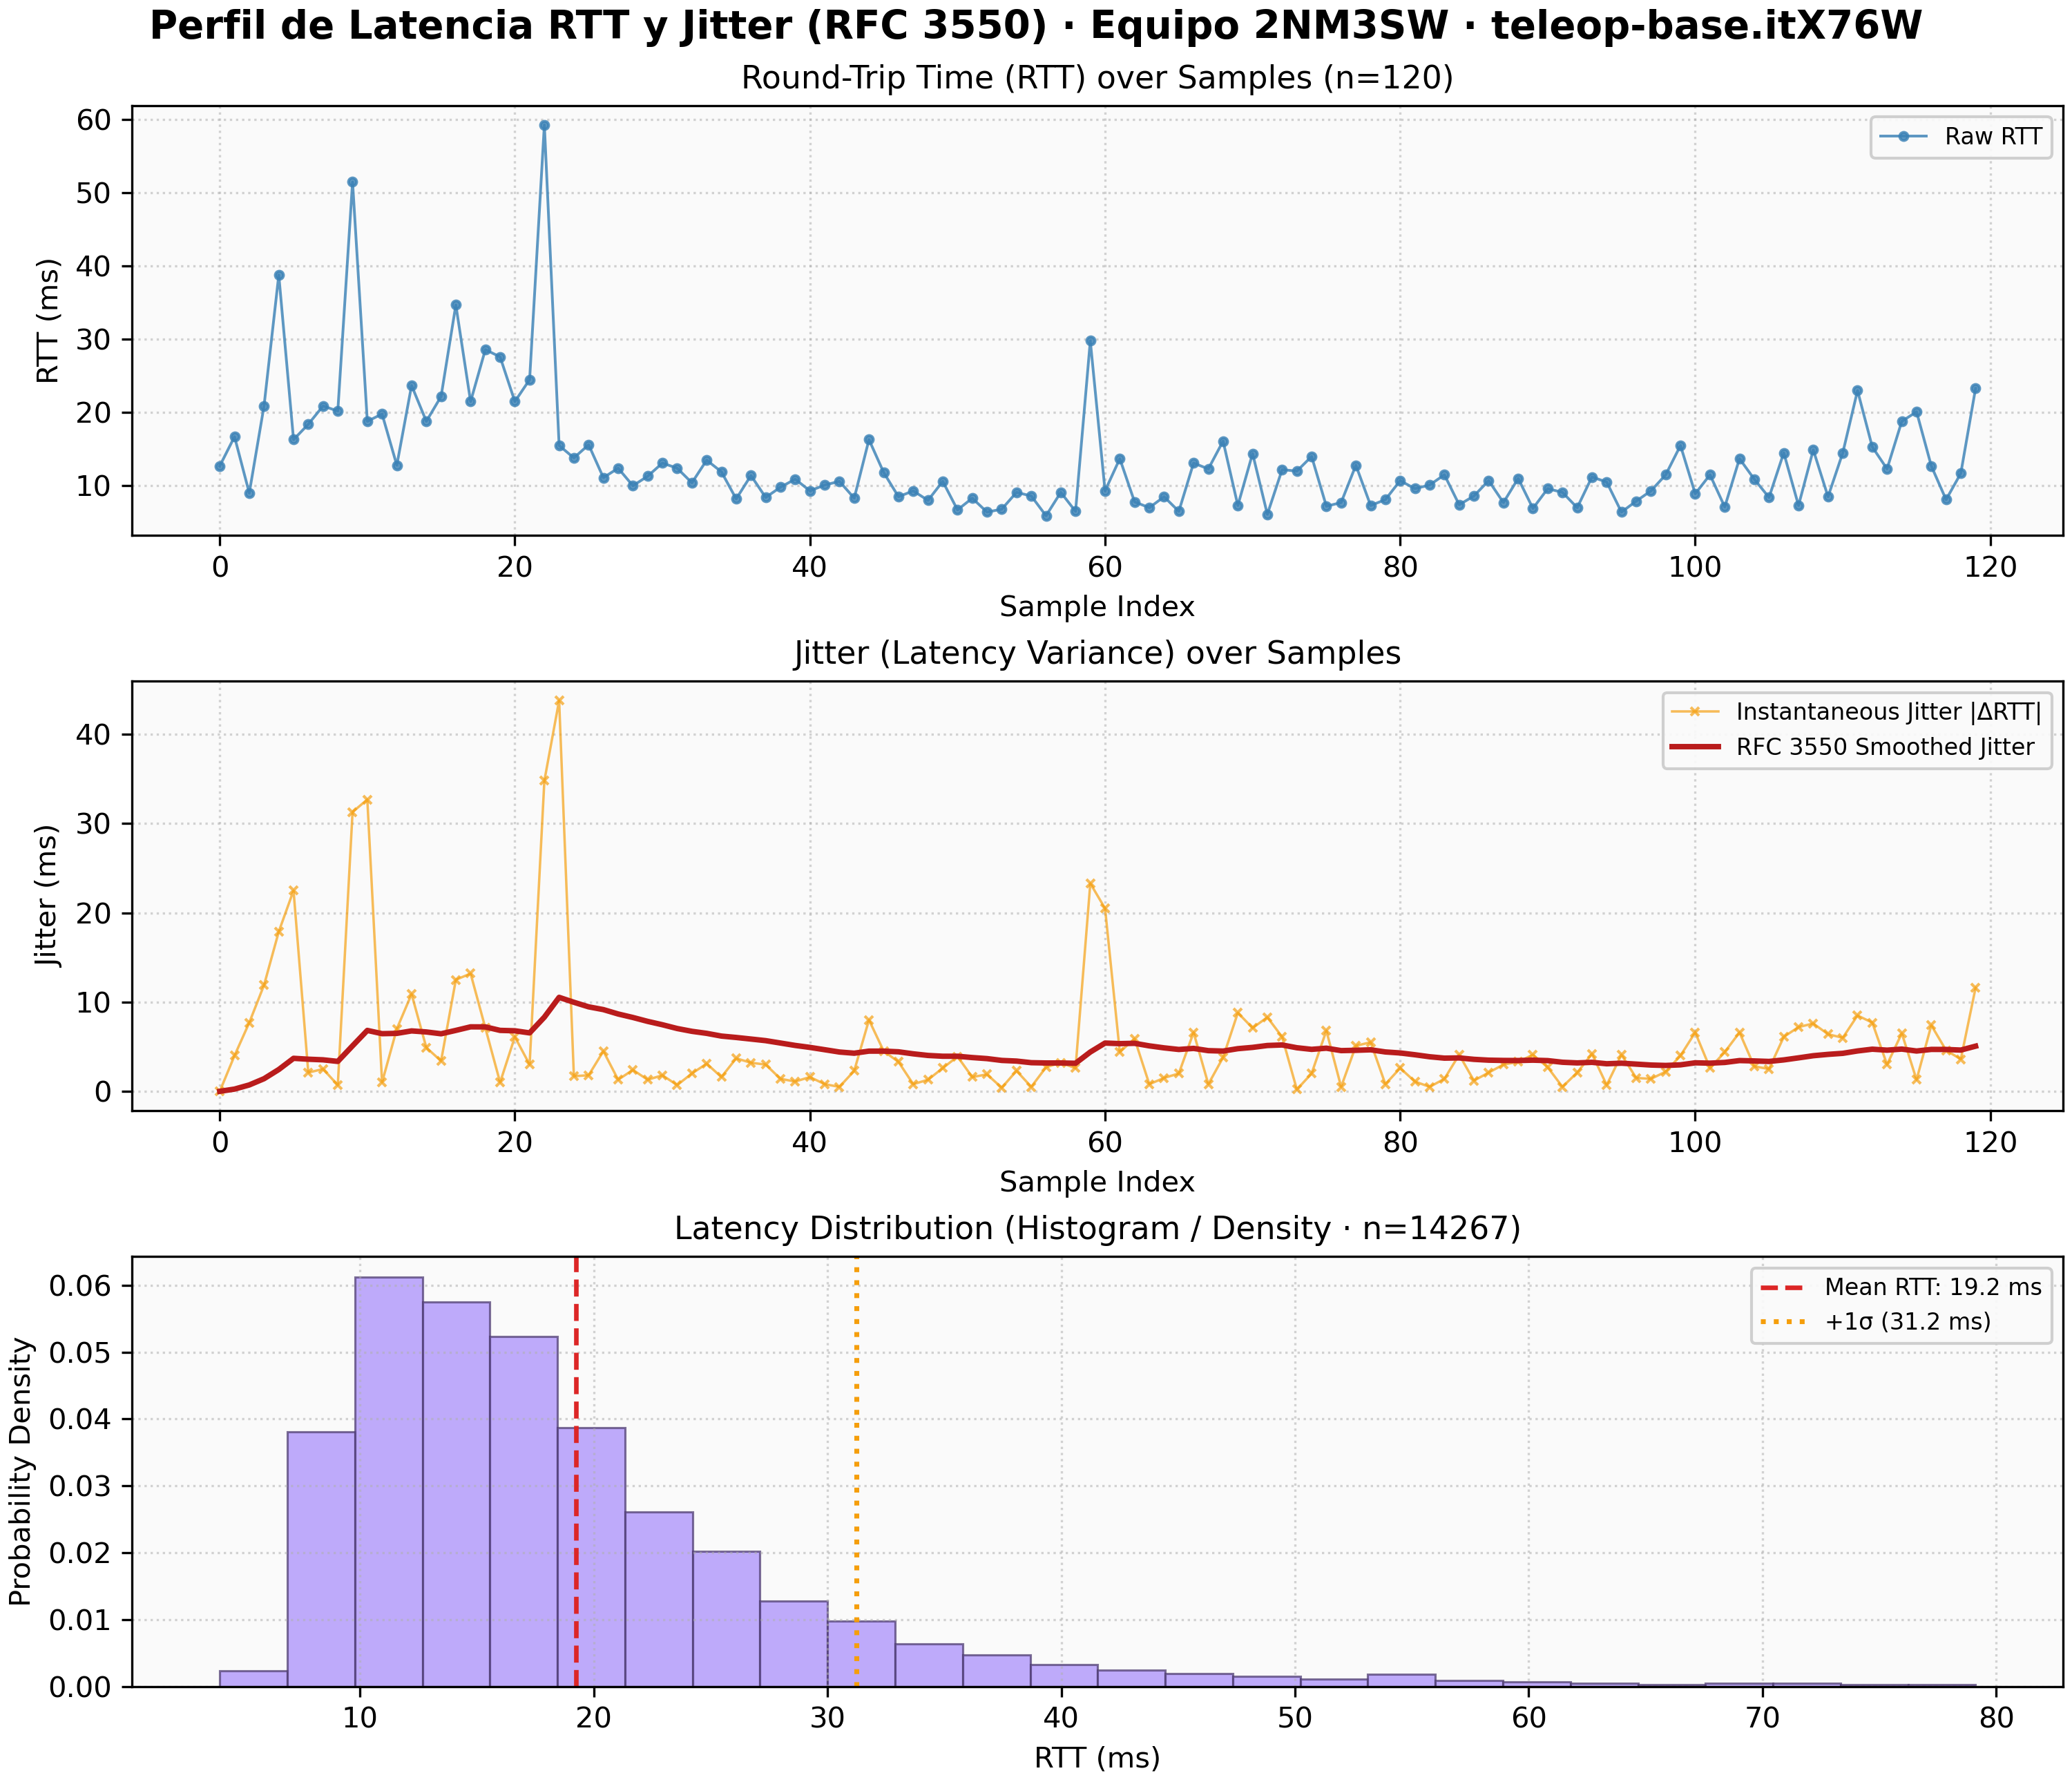 Perfil de Latencia RTT y Jitter (RFC 3550) · Equipo 2NM3SW · teleop-base.itX76W
Round-Trip Time (RTT) over Samples (n=120)
Raw RTT
RTT (ms)
60
50
40
30
20
10
0 20 40 60 80 100 120
Sample Index
Jitter (Latency Variance) over Samples
Instantaneous Jitter |ΔRTT|
RFC 3550 Smoothed Jitter
Jitter (ms)
40
30
20
10
0
0 20 40 60 80 100 120
Sample Index
Latency Distribution (Histogram / Density · n=14267)
Mean RTT: 19.2 ms
+1σ (31.2 ms)
Probability Density
0.06
0.05
0.04
0.03
0.02
0.01
0.00
10 20 30 40 50 60 70 80
RTT (ms)